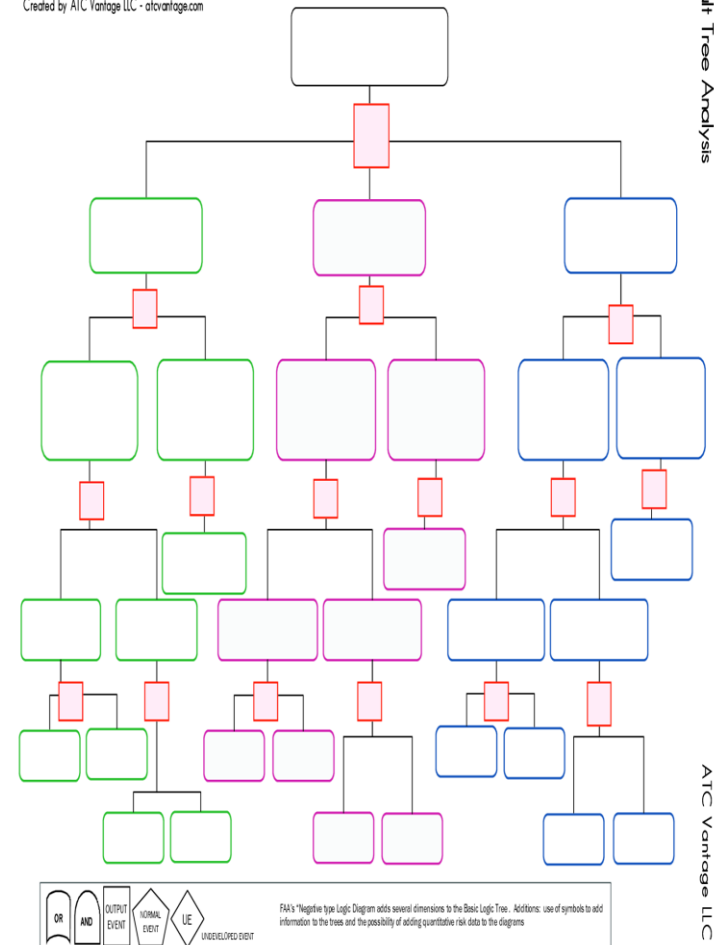 Created by ATC Vantage LLC - atcvantage.com
Tree Analysis
ATC Vantage LLC
OR
AND
OUTPUT
EVENT
NORMAL
EVENT
UE
UNDEVELOPED EVENT
FAA's "Negative type Logic Diagram adds several dimensions to the Basic Logic Tree. Additions: use of symbols to add
information to the trees and the possibility of adding quantitative risk data to the diagrams